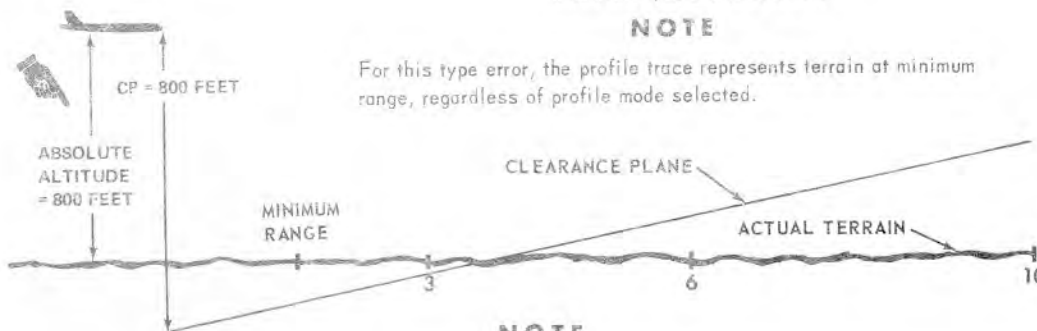 NOTE
For this type error, the profile trace represents terrain at minimum
range, regardless of profile mode selected.
CP = 800 FEET
ABSOLUTE
ALTITUDE
= 800 FEET
CLEARANCE PLANE
MINIMUM
RANGE
ACTUAL TERRAIN
3
6
10
NOTE